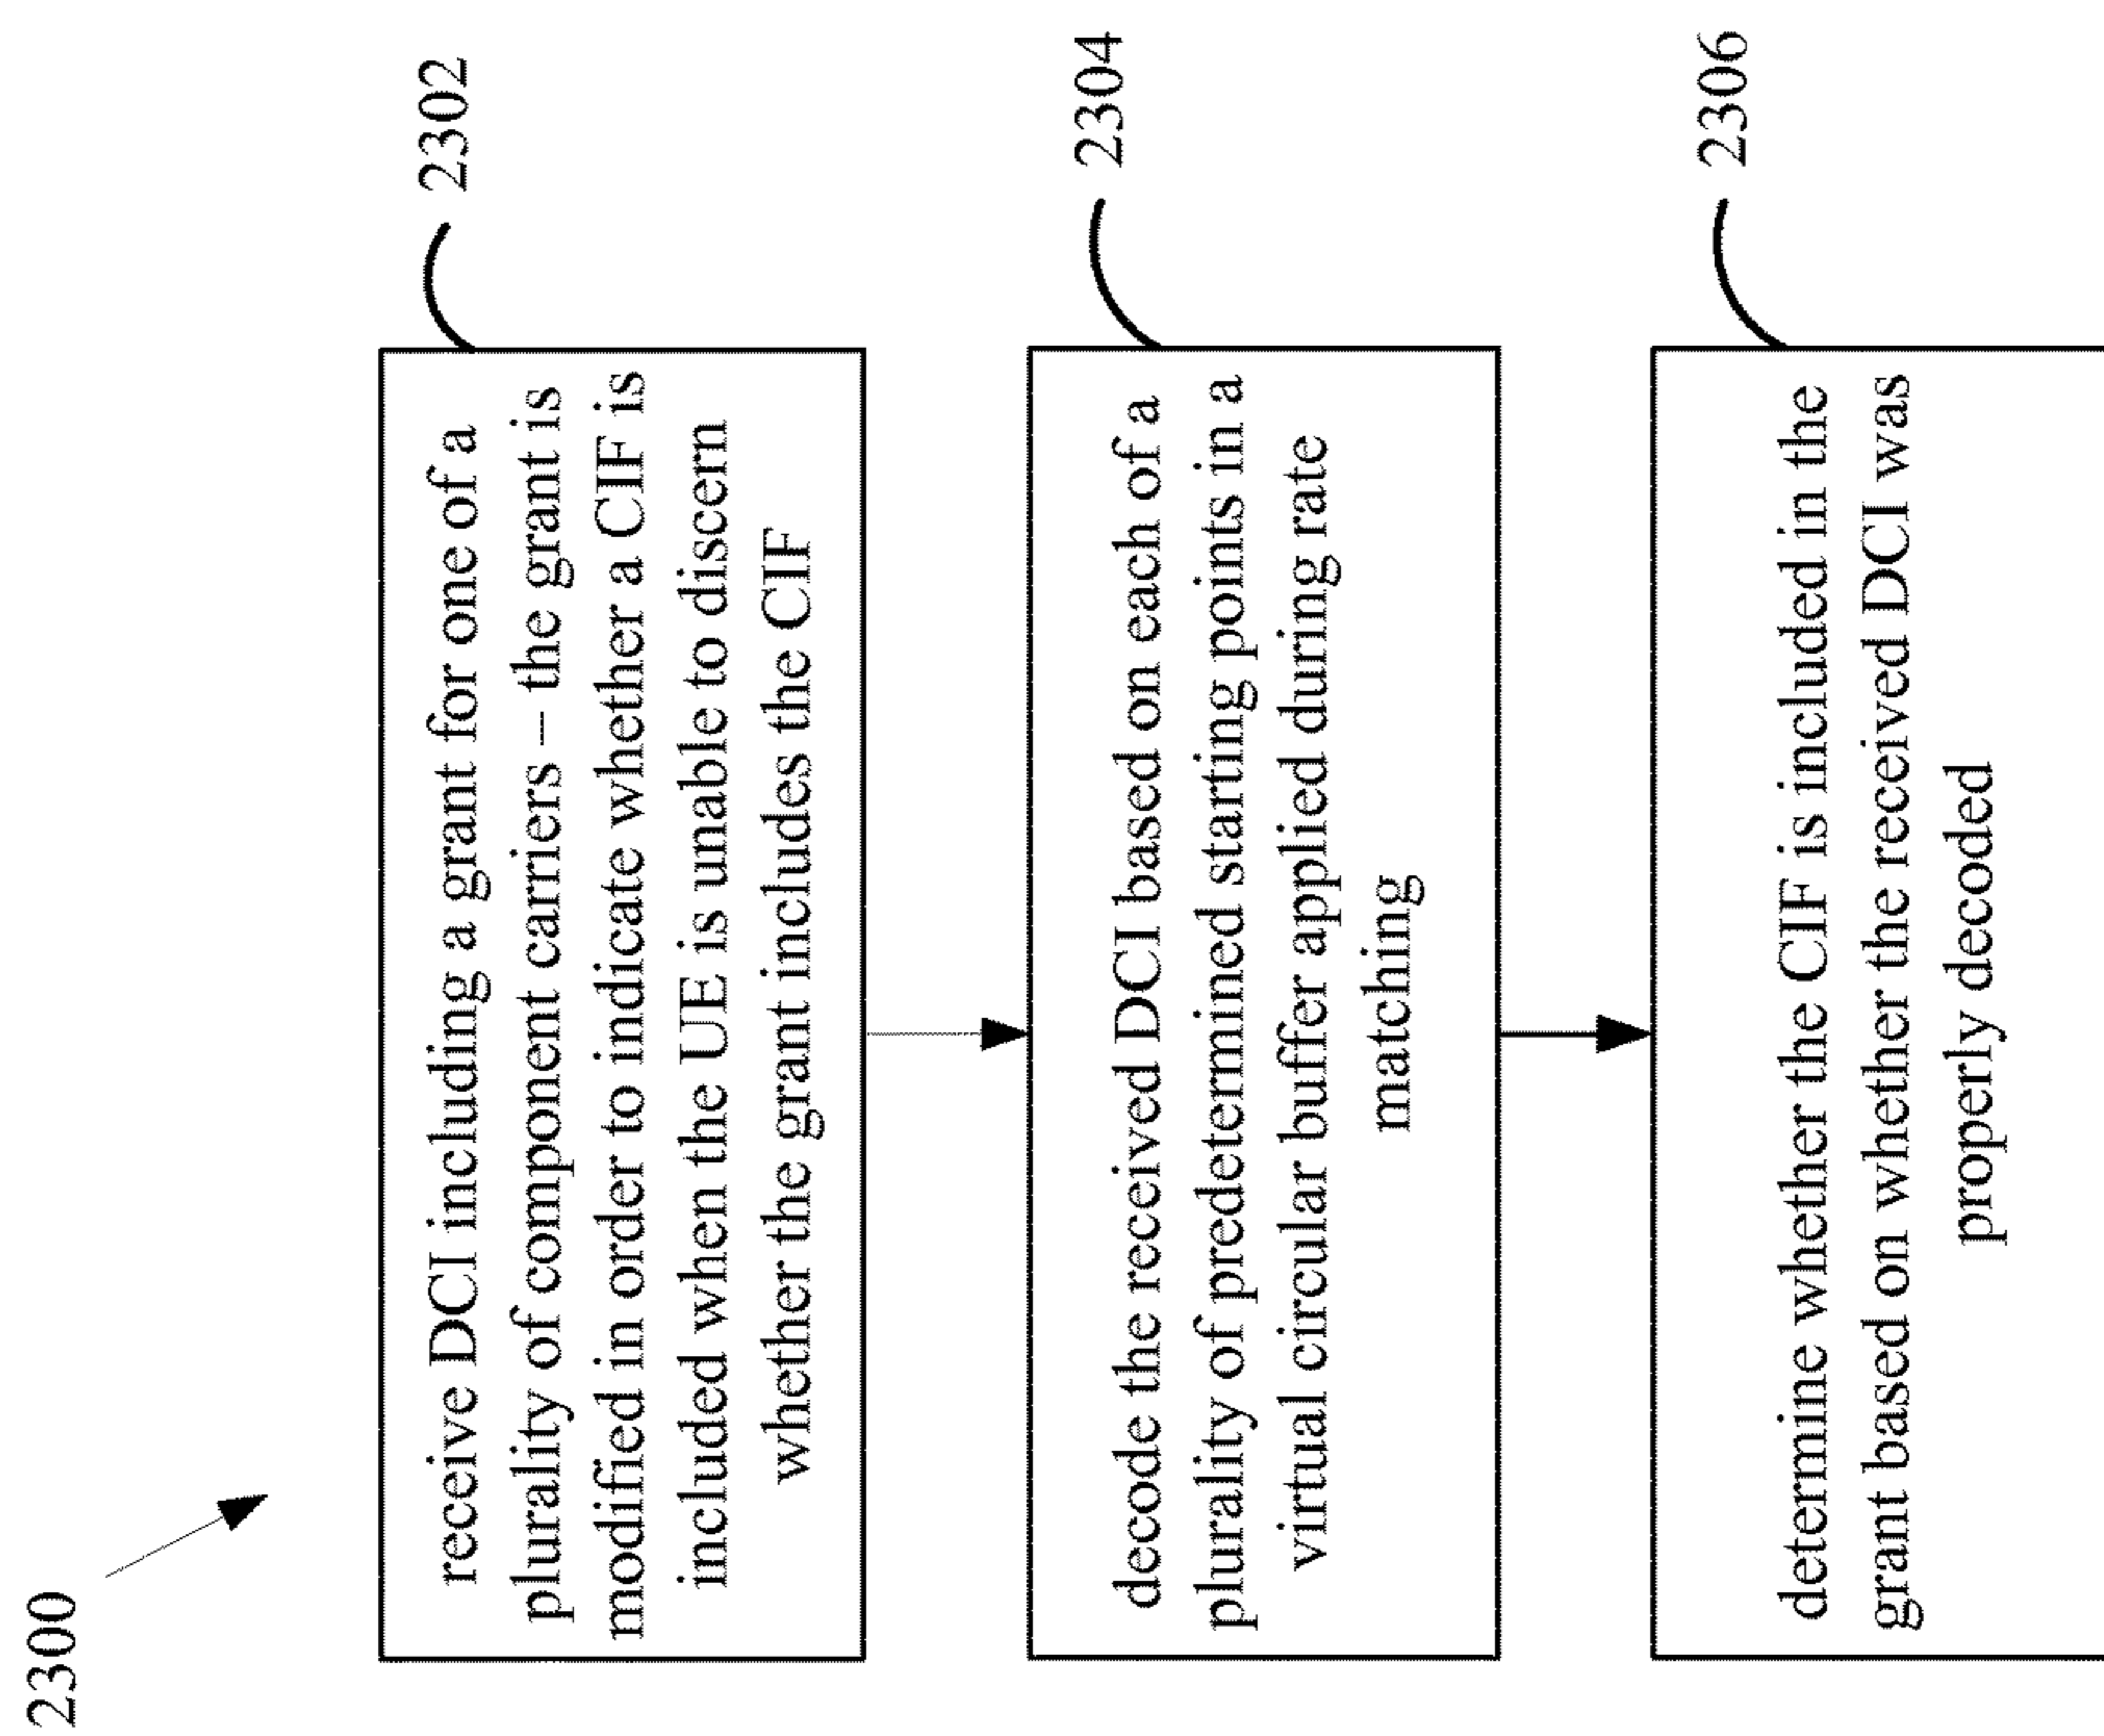 2300
receive DCI including a grant for one of a
plurality of component carriers – the grant is
modified in order to indicate whether a CIF is
included when the UE is unable to discern
whether the grant includes the CIF
2302
decode the received DCI based on each of a
plurality of predetermined starting points in a
virtual circular buffer applied during rate
matching
2304
determine whether the CIF is included in the
grant based on whether the received DCI was
properly decoded
2306